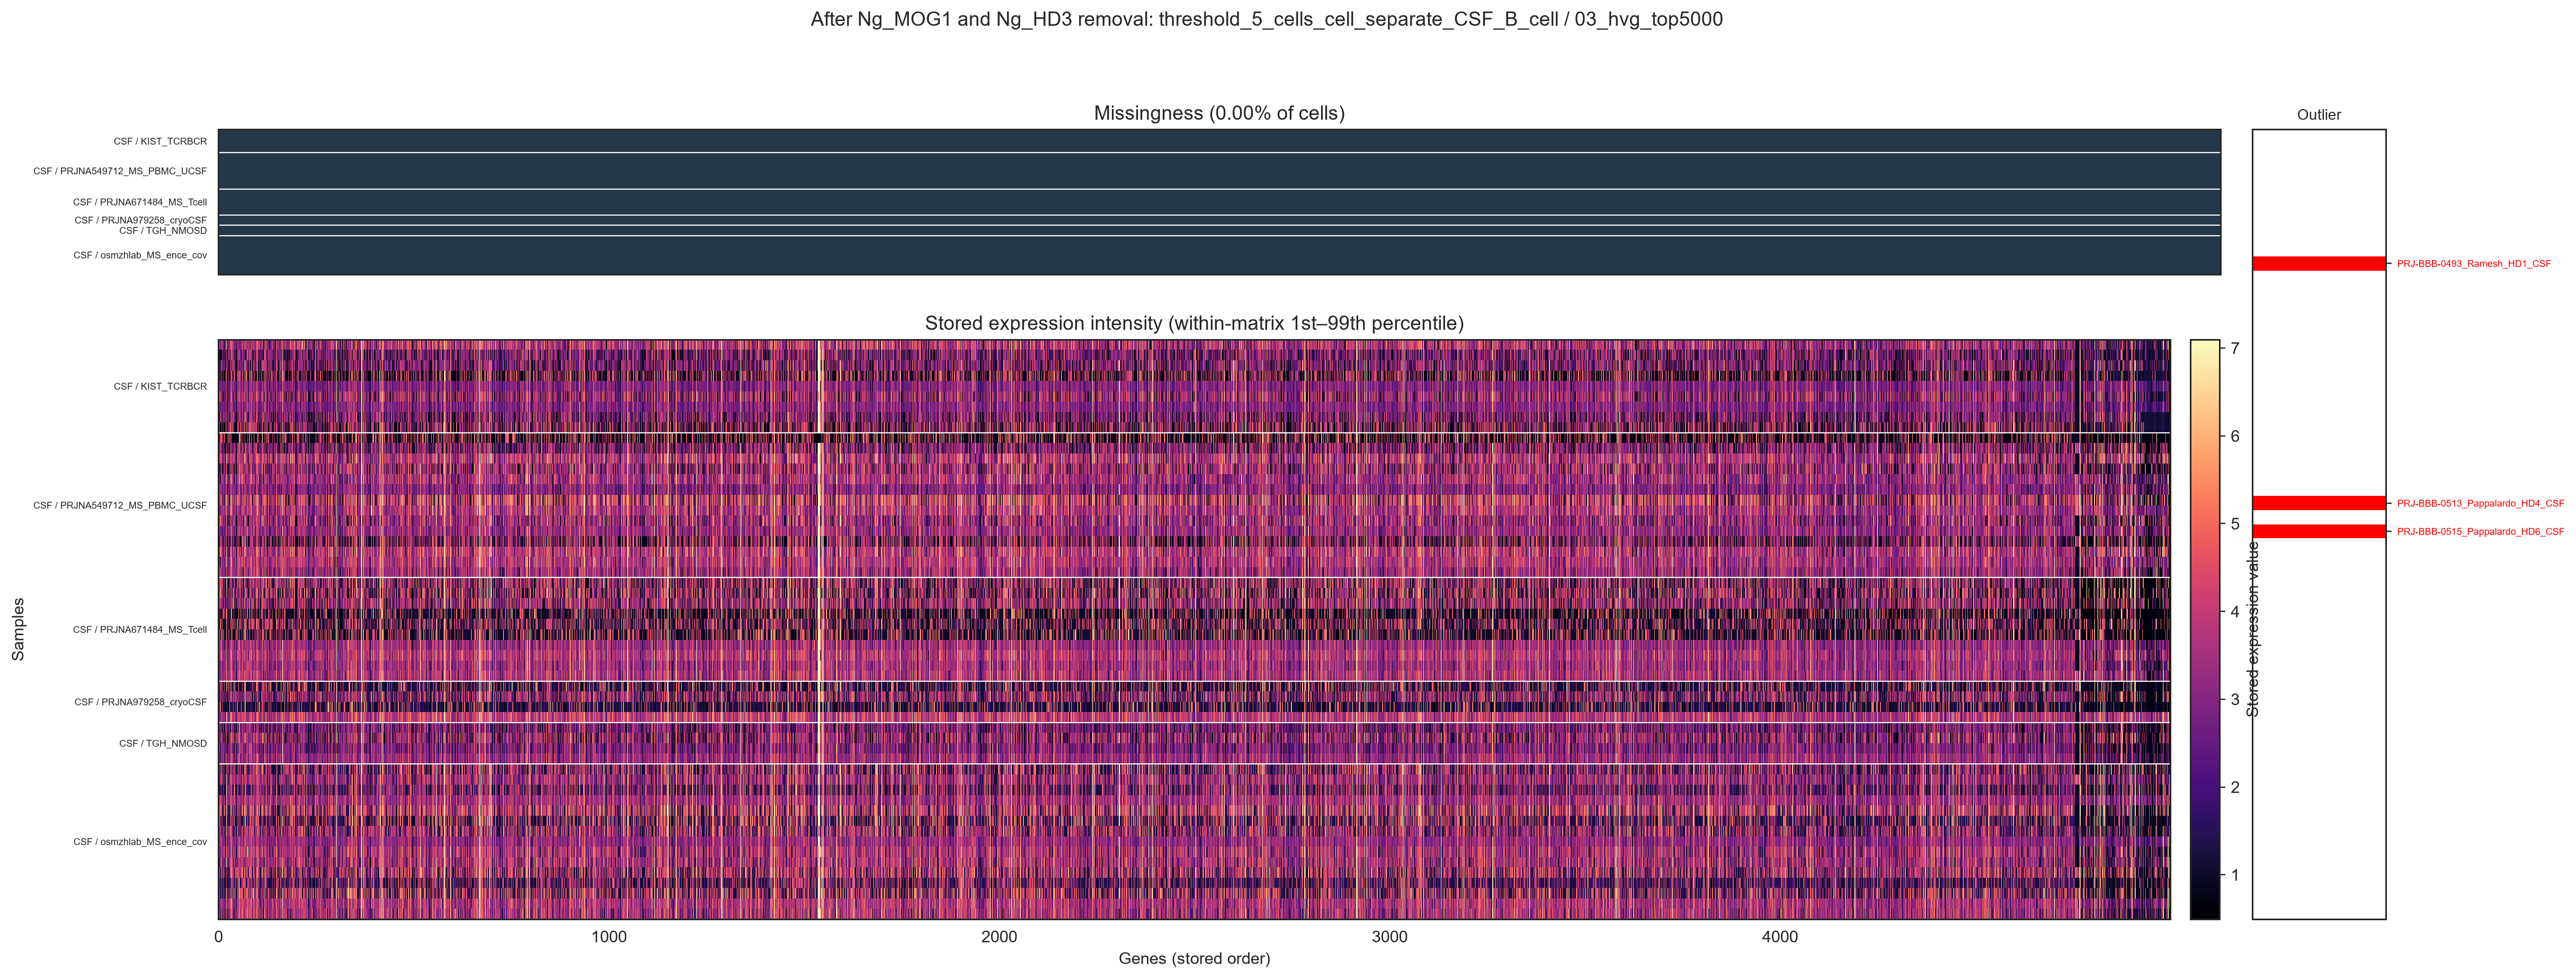 After Ng_MOG1 and Ng_HD3 removal: threshold_5_cells_cell_separate_CSF_B_cell / 03_hvg_top5000
Missingness (0.00% of cells)
CSF / KIST_TCRBCR
CSF / PRJNA549712_MS_PBMC_UCSF
CSF / PRJNA671484_MS_Tcell
CSF / PRJNA979258_cryoCSF
CSF / TGH_NMOSD
CSF / osmzhlab_MS_ence_cov
Outlier
PRJ-BBB-0493_Ramesh_HD1_CSF
PRJ-BBB-0513_Pappalardo_HD4_CSF
PRJ-BBB-0515_Pappalardo_HD6_CSF
Stored expression intensity (within-matrix 1st–99th percentile)
Samples
CSF / KIST_TCRBCR
CSF / PRJNA549712_MS_PBMC_UCSF
CSF / PRJNA671484_MS_Tcell
CSF / PRJNA979258_cryoCSF
CSF / TGH_NMOSD
CSF / osmzhlab_MS_ence_cov
0 1000 2000 3000 4000
Genes (stored order)
7
6
5
4
3
2
1
Stored expression value